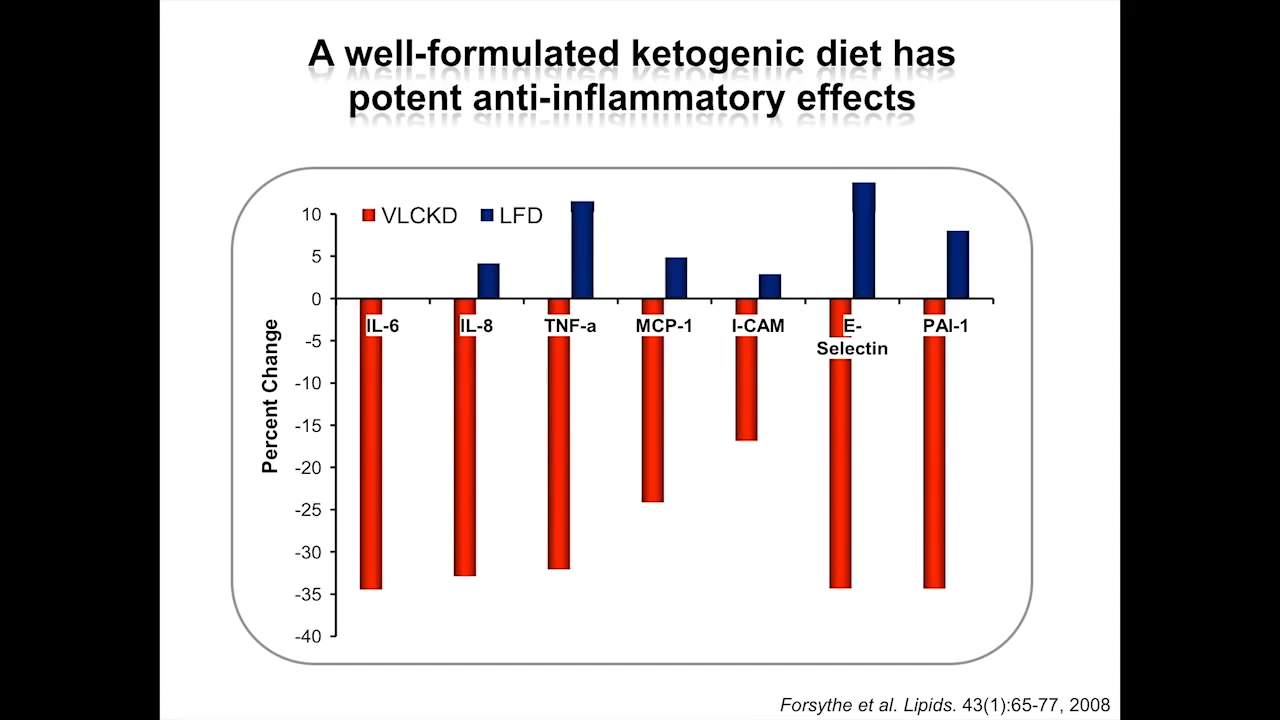 A well-formulated ketogenic diet has
potent anti-inflammatory effects
VLCKD LFD
10
5
0
-5
-10
-15
-20
-25
-30
-35
-40
Percent Change
IL-6 IL-8 TNF-a MCP-1 I-CAM E- PAI-1
Selectin
Forsythe et al. Lipids. 43(1):65-77, 2008